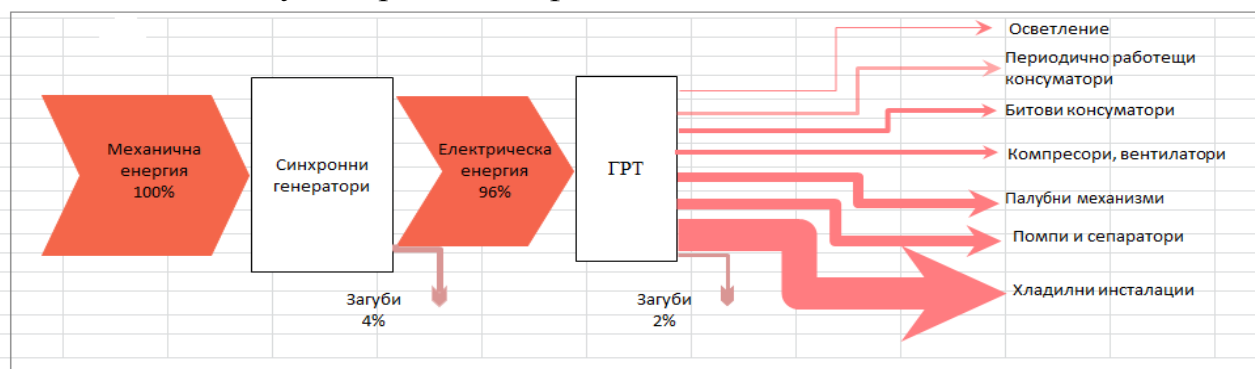 Механична
енергия
100%
Синхронни
генератори
Електрическа
енергия
96%
ГРТ
Загуби
4%
Загуби
2%
Осветление
Периодично работещи
консуматори
Битови консуматори
Компресори, вентилатори
Палубни механизми
Помпи и сепаратори
Хладилни инсталации